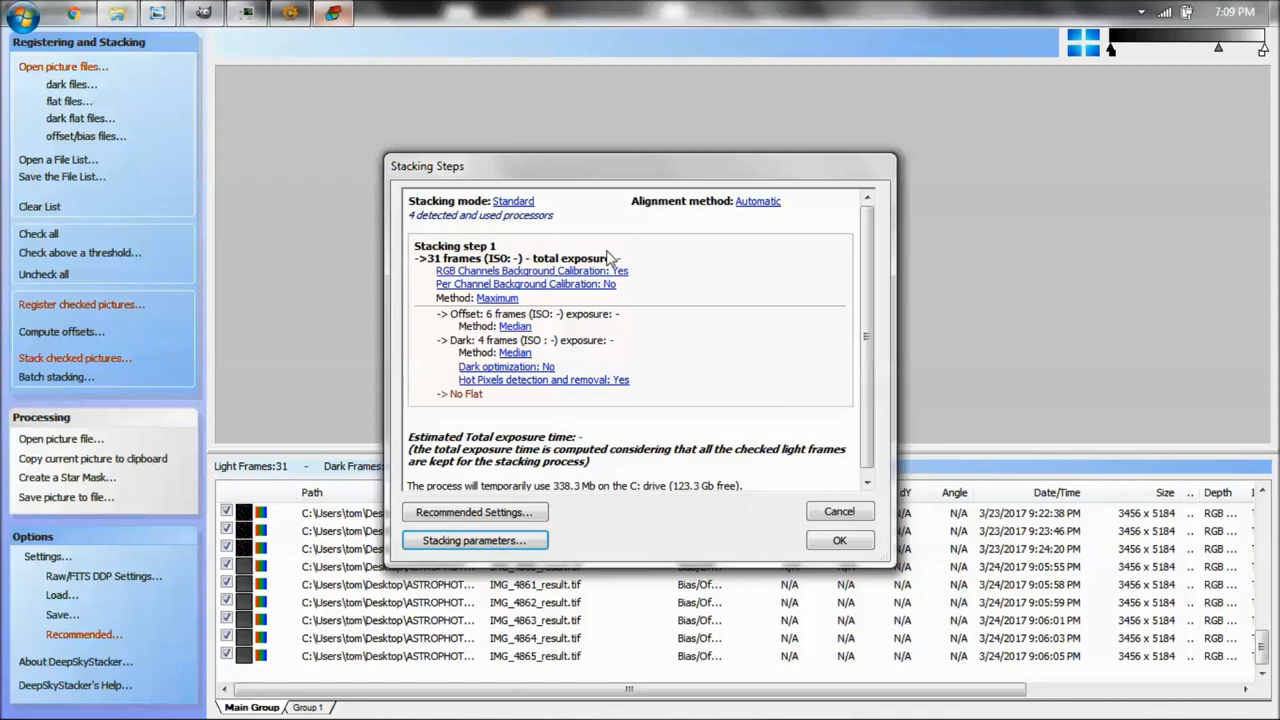 7:09 PM
Registering and Stacking
Open picture files...
dark files...
flat files...
dark flat files...
offset/bias files...
Open a File List...
Save the File List...
Clear List
Check all
Check above a threshold...
Uncheck all
Register checked pictures...
Compute offsets...
Stack checked pictures...
Batch stacking...
Processing
Open picture file...
Copy current picture to clipboard
Create a Star Mask...
Save picture to file...
Options
Settings...
Raw/FITS DDP Settings...
Load...
Save...
Recommended...
About DeepSkyStacker...
DeepSkyStacker's Help...
Stacking Steps
Stacking mode: Standard Alignment method: Automatic
4 detected and used processors
Stacking step 1
->31 frames (ISO: -) - total exposure: -
RGB Channels Background Calibration: Yes
Per Channel Background Calibration: No
Method: Maximum
-> Offset: 6 frames (ISO: -) exposure: -
Method: Median
-> Dark: 4 frames (ISO : -) exposure: -
Method: Median
Dark optimization: No
Hot Pixels detection and removal: Yes
-> No Flat
Estimated Total exposure time: -
(the total exposure time is computed considering that all the checked light frames
are kept for the stacking process)
The process will temporarily use 338.3 Mb on the C: drive (123.3 Gb free).
Recommended Settings... Cancel
Stacking parameters... OK
Light Frames:31 - Dark Frames:
Path dY Angle Date/Time Size .. Depth
C:\Users\ N/A N/A 3/23/2017 9:22:38 PM 3456 x 5184 .. RGB ...
C:\Users\ N/A N/A 3/23/2017 9:23:46 PM 3456 x 5184 .. RGB ...
C:\Users\ N/A N/A 3/23/2017 9:24:20 PM 3456 x 5184 .. RGB ...
C:\Users\ N/A N/A 3/24/2017 9:05:55 PM 3456 x 5184 .. RGB ...
C:\Users\tom\Desktop\ASTROPHOT... IMG_4861_result.tif Bias/Of... N/A N/A N/A 3/24/2017 9:05:58 PM 3456 x 5184 .. RGB ...
C:\Users\tom\Desktop\ASTROPHOT... IMG_4862_result.tif Bias/Of... N/A N/A N/A 3/24/2017 9:05:59 PM 3456 x 5184 .. RGB ...
C:\Users\tom\Desktop\ASTROPHOT... IMG_4863_result.tif Bias/Of... N/A N/A N/A 3/24/2017 9:06:01 PM 3456 x 5184 .. RGB ...
C:\Users\tom\Desktop\ASTROPHOT... IMG_4864_result.tif Bias/Of... N/A N/A N/A 3/24/2017 9:06:03 PM 3456 x 5184 .. RGB ...
C:\Users\tom\Desktop\ASTROPHOT... IMG_4865_result.tif Bias/Of... N/A N/A N/A 3/24/2017 9:06:05 PM 3456 x 5184 .. RGB ...
Main Group Group 1